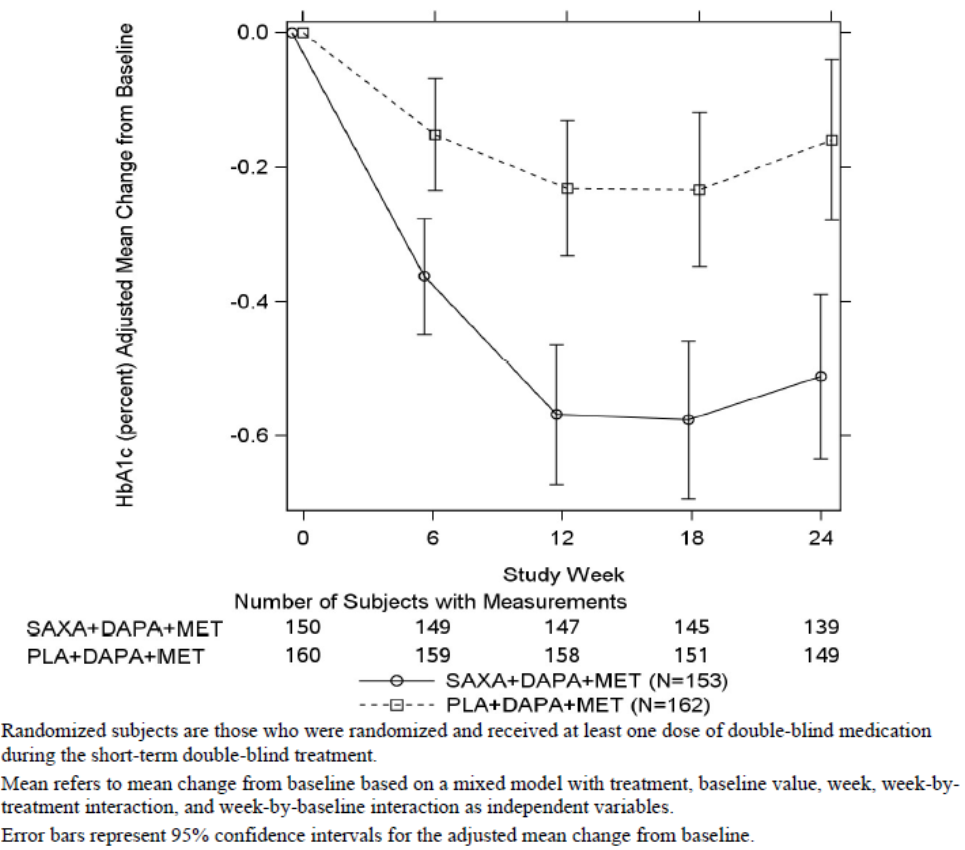 HbA1c (percent) Adjusted Mean Change from Baseline
0.0
-0.2
-0.4
-0.6
0 6 12 18 24
Study Week
Number of Subjects with Measurements
SAXA+DAPA+MET 150 149 147 145 139
PLA+DAPA+MET 160 159 158 151 149
SAXA+DAPA+MET (N=153)
PLA+DAPA+MET (N=162)
Randomized subjects are those who were randomized and received at least one dose of double-blind medication
during the short-term double-blind treatment.
Mean refers to mean change from baseline based on a mixed model with treatment, baseline value, week, week-by-
treatment interaction, and week-by-baseline interaction as independent variables.
Error bars represent 95% confidence intervals for the adjusted mean change from baseline.